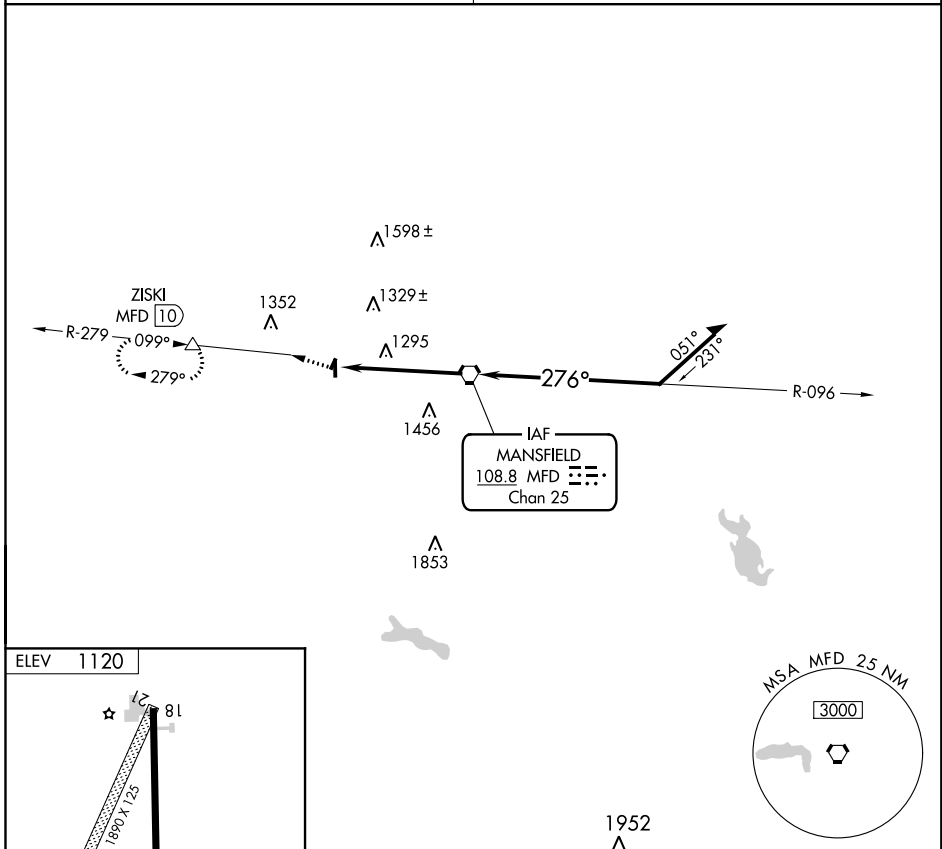 1598 ±
ZISKI
MFD 10
1352
1329 ±
R-279
099°
279°
1295
051°
231°
276°
R-096
1456
IAF
MANSFIELD
108.8 MFD
Chan 25
1853
ELEV 1120
21
18
1890 X 125
MSA MFD 25 NM
3000
1952